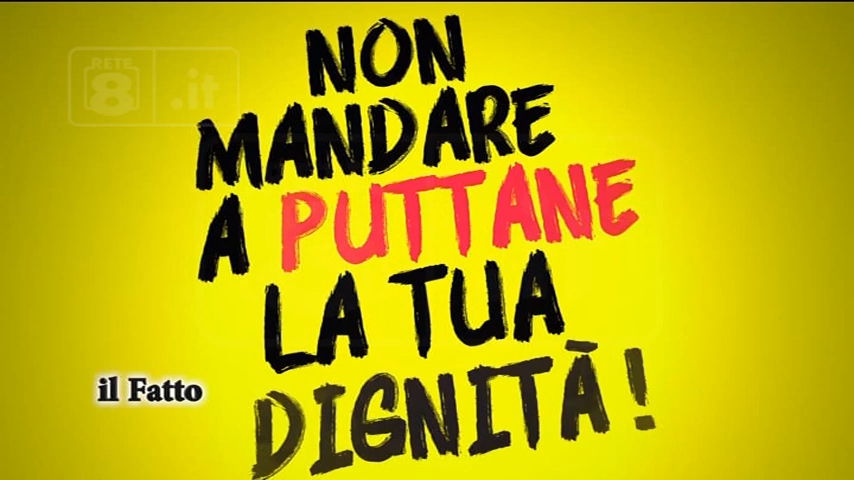 RETE
8 .it
NON
MANDARE
A PUTTANE
LA TUA
DIGNITÀ!
il Fatto